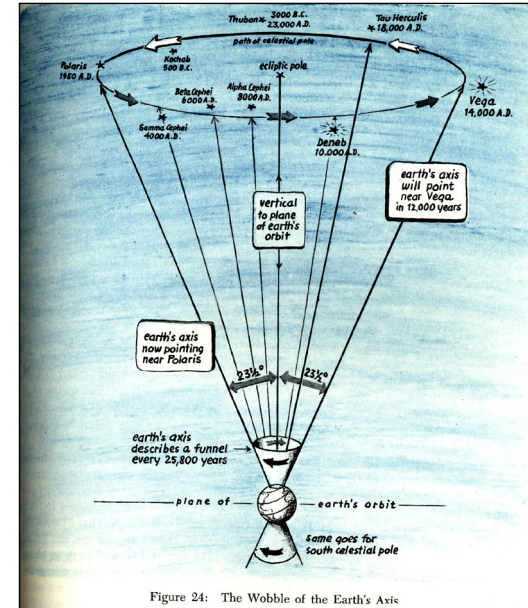 3000 B.C.
Thuban 23,000 A.D.
Tau Herculis
18,000 A.D.
path of celestial pole
Kochab
500 B.C.
Polaris
1950 A.D.
ecliptic pole
Alpha Cephei
8000 A.D.
Beta Cephei
6000 A.D.
Gamma Cephei
4000 A.D.
Deneb
10.000 A.D.
Vega
14,000 A.D.
earth's axis
will point
near Vega
in 12,000 years
vertical
to plane
of earth's
orbit
earth's axis
now pointing
near Polaris
23½° 23½°
earth's axis
describes a funnel
every 25,800 years
plane of earth's orbit
same goes for
south celestial pole
Figure 24: The Wobble of the Earth's Axis